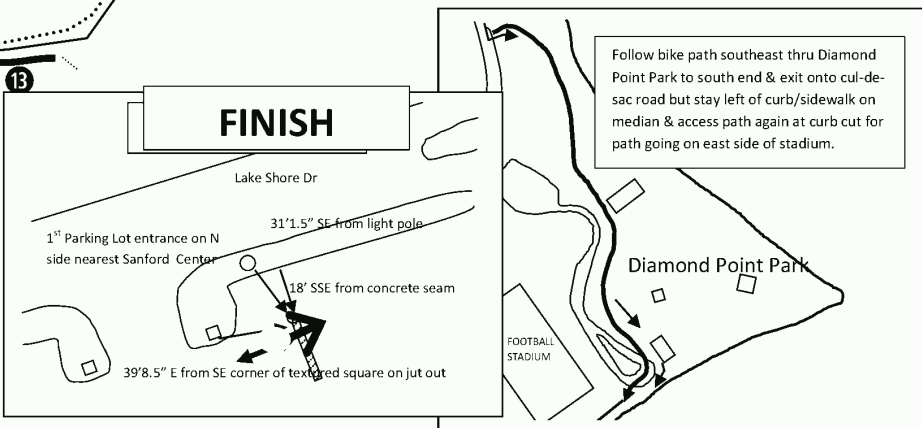 13
FINISH
Lake Shore Dr
31'1.5" SE from light pole
1st Parking Lot entrance on N
side nearest Sanford Center
18' SSE from concrete seam
39'8.5" E from SE corner of textured square on jut out
Follow bike path southeast thru Diamond
Point Park to south end & exit onto cul-de-
sac road but stay left of curb/sidewalk on
median & access path again at curb cut for
path going on east side of stadium.
Diamond Point Park
FOOTBALL
STADIUM